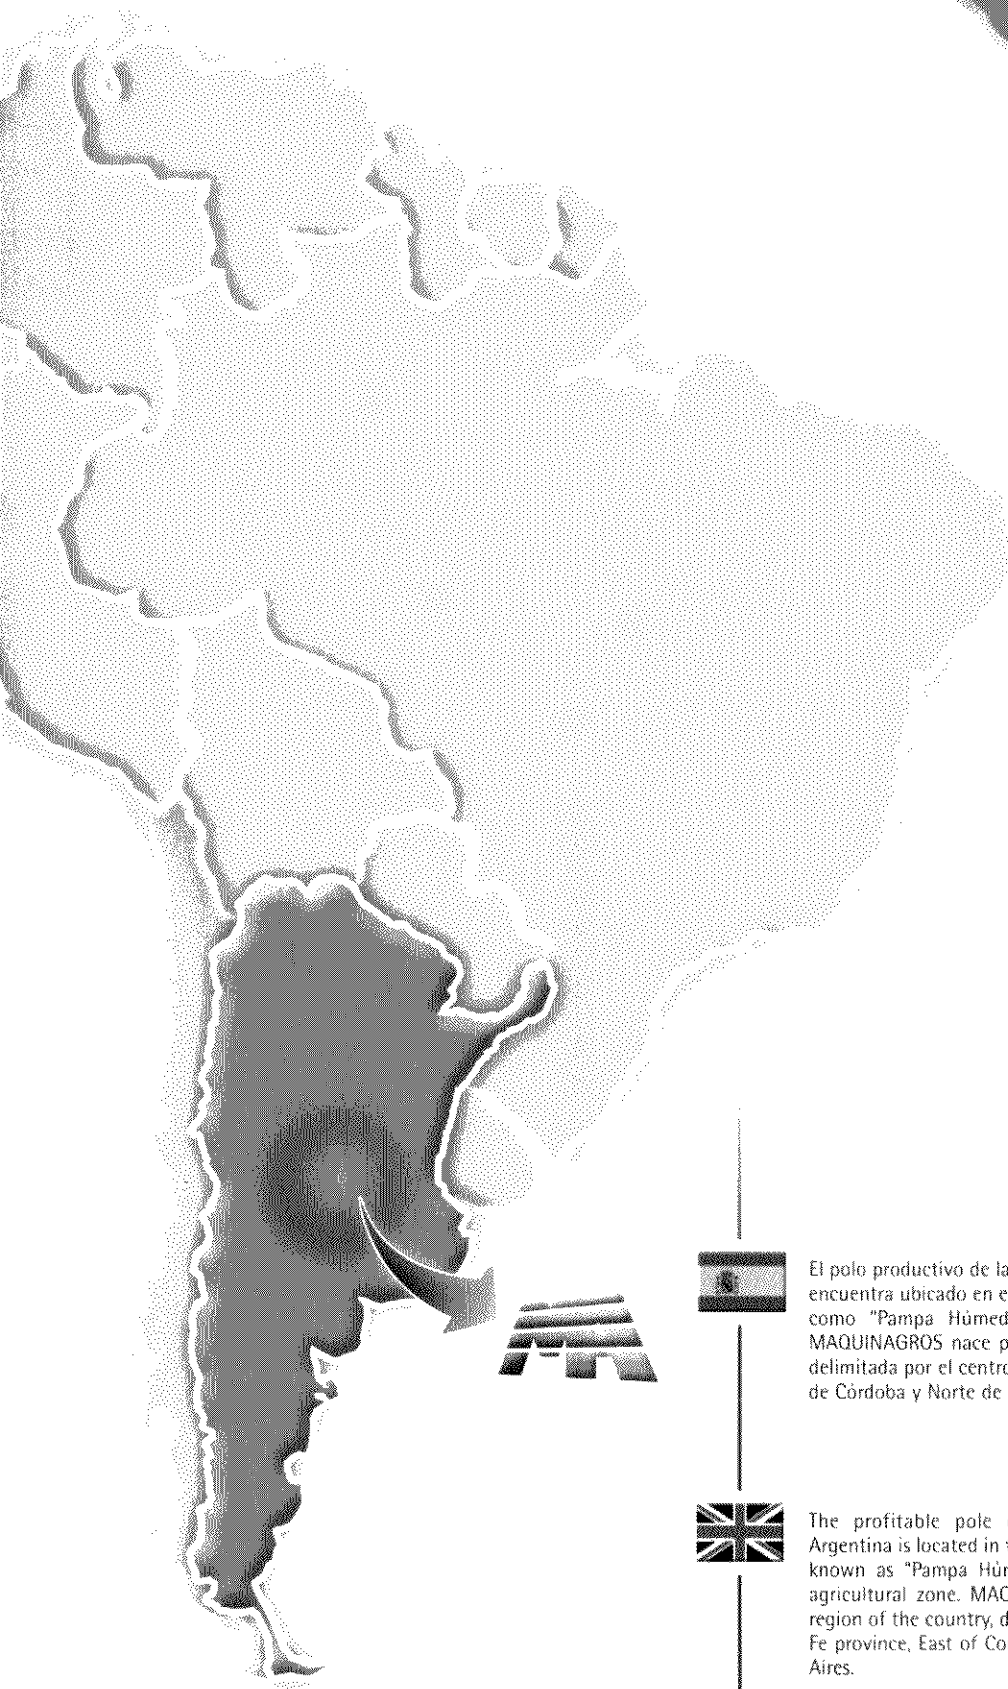 El polo productivo de la
encuentra ubicado en e
como "Pampa Húmed
MAQUINAGROS nace p
delimitada por el centro
de Córdoba y Norte de
The profitable pole
Argentina is located in
known as "Pampa Húr
agricultural zone. MAC
region of the country, d
Fe province, East of Co
Aires.